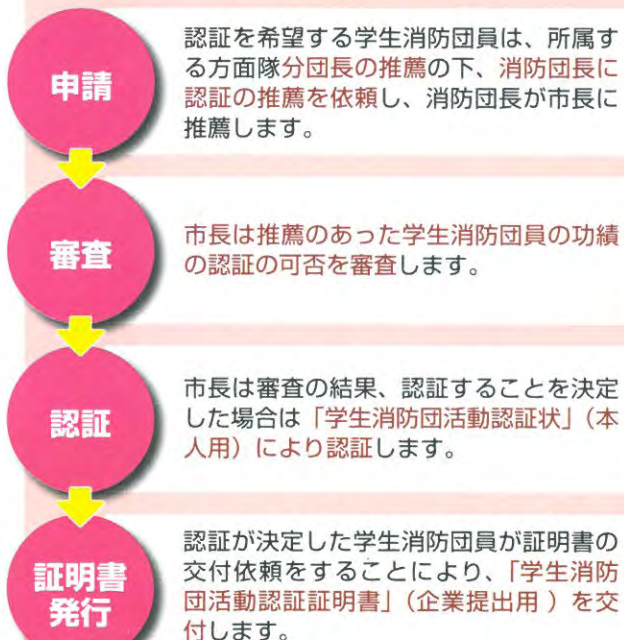 申請
認証を希望する学生消防団員は、所属す
る方面隊分団長の推薦の下、消防団長に
認証の推薦を依頼し、消防団長が市長に
推薦します。
審査
市長は推薦のあった学生消防団員の功績
の認証の可否を審査します。
認証
市長は審査の結果、認証することを決定
した場合は「学生消防団活動認証状」（本
人用）により認証します。
証明書
発行
認証が決定した学生消防団員が証明書の
交付依頼をすることにより、「学生消防
団活動認証証明書」（企業提出用 ）を交
付します。